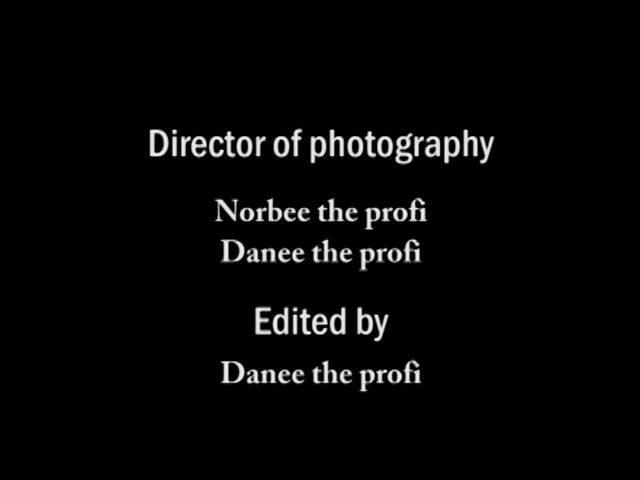 Director of photography
Norbee the profi
Danee the profi
Edited by
Danee the profi